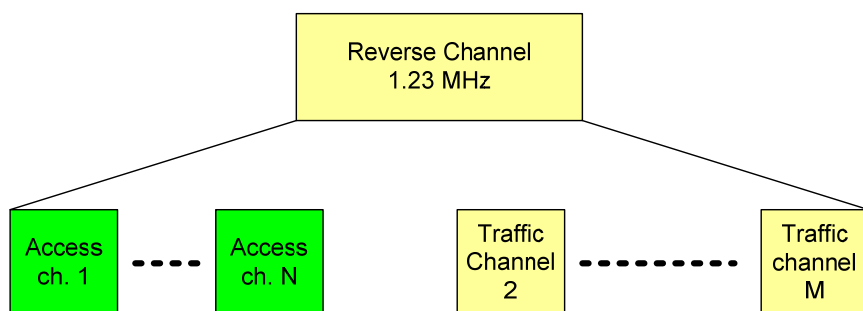 Reverse Channel
1.23 MHz
Access
ch. 1
Access
ch. N
Traffic
Channel
2
Traffic
channel
M